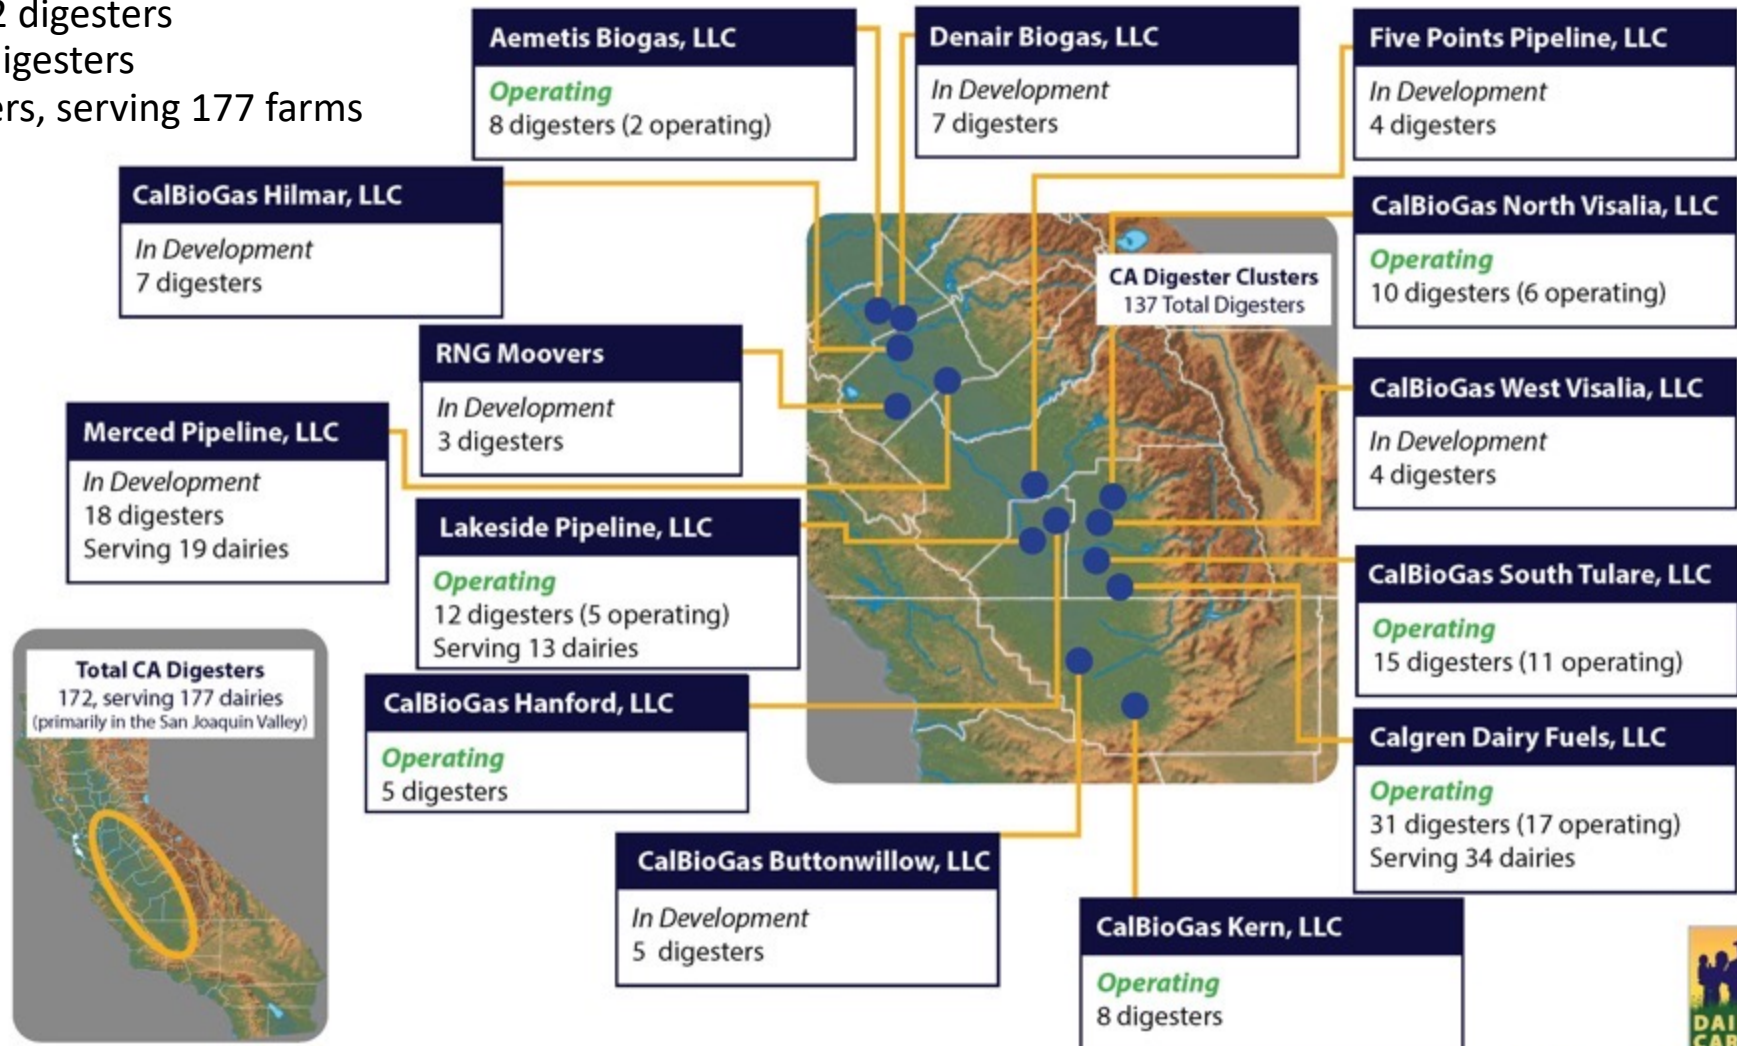 2 digesters
igesters
ers, serving 177 farms
Aemetis Biogas, LLC
Operating
8 digesters (2 operating)
Denair Biogas, LLC
In Development
7 digesters
Five Points Pipeline, LLC
In Development
4 digesters
CalBioGas Hilmar, LLC
In Development
7 digesters
CalBioGas North Visalia, LLC
Operating
10 digesters (6 operating)
CA Digester Clusters
137 Total Digesters
RNG Moovers
In Development
3 digesters
CalBioGas West Visalia, LLC
In Development
4 digesters
Merced Pipeline, LLC
In Development
18 digesters
Serving 19 dairies
Lakeside Pipeline, LLC
Operating
12 digesters (5 operating)
Serving 13 dairies
CalBioGas South Tulare, LLC
Operating
15 digesters (11 operating)
Total CA Digesters
172, serving 177 dairies
(primarily in the San Joaquin Valley)
CalBioGas Hanford, LLC
Operating
5 digesters
Calgren Dairy Fuels, LLC
Operating
31 digesters (17 operating)
Serving 34 dairies
CalBioGas Buttonwillow, LLC
In Development
5 digesters
CalBioGas Kern, LLC
Operating
8 digesters
DAI
CAR